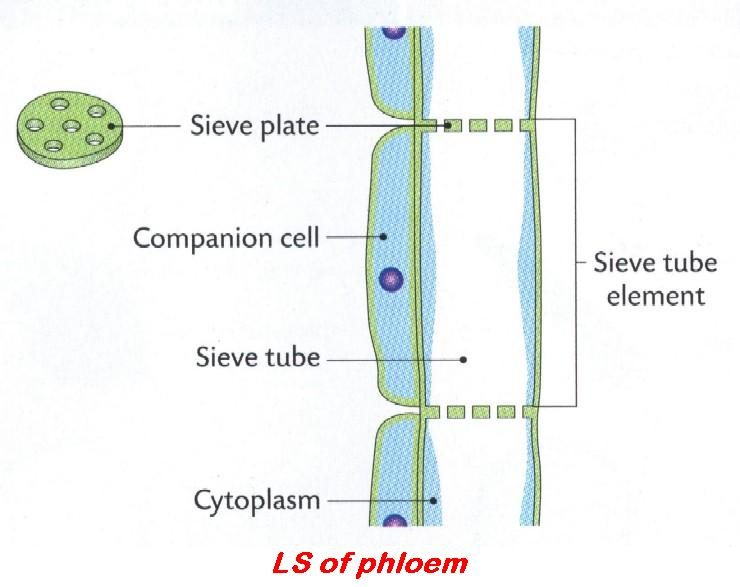 Sieve plate
Companion cell
Sieve tube
element
Sieve tube
Cytoplasm
LS of phloem